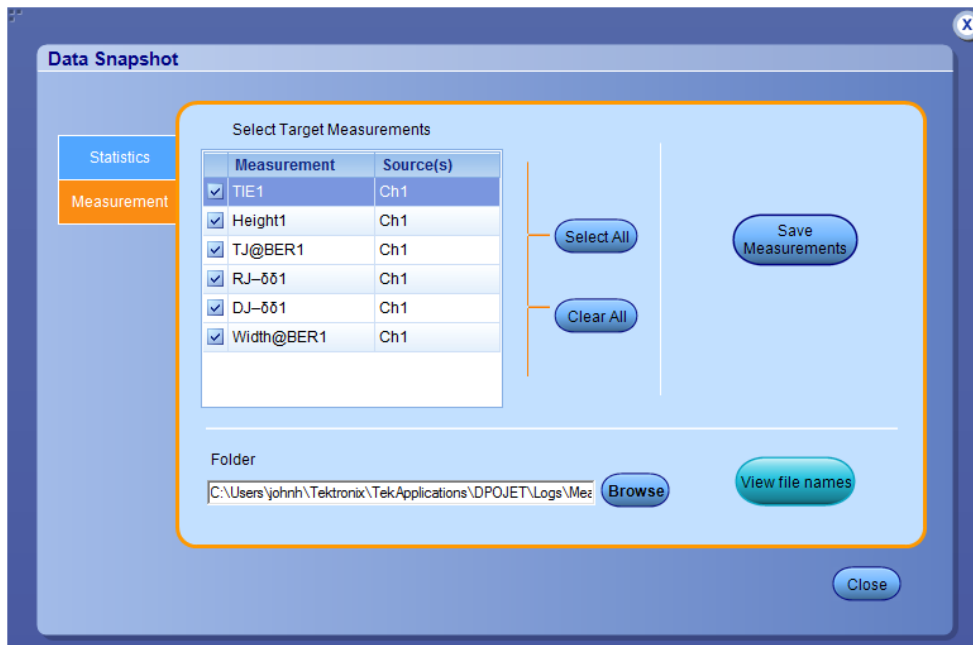 X
Data Snapshot
Statistics
Measurement
Select Target Measurements
Measurement Source(s)
TIE1 Ch1
Height1 Ch1
TJ@BER1 Ch1
RJ–δδ1 Ch1
DJ–δδ1 Ch1
Width@BER1 Ch1
Select All
Clear All
Save
Measurements
Folder
C:\Users\johnh\Tektronix\TekApplications\DPOJET\Logs\Mea
Browse
View file names
Close